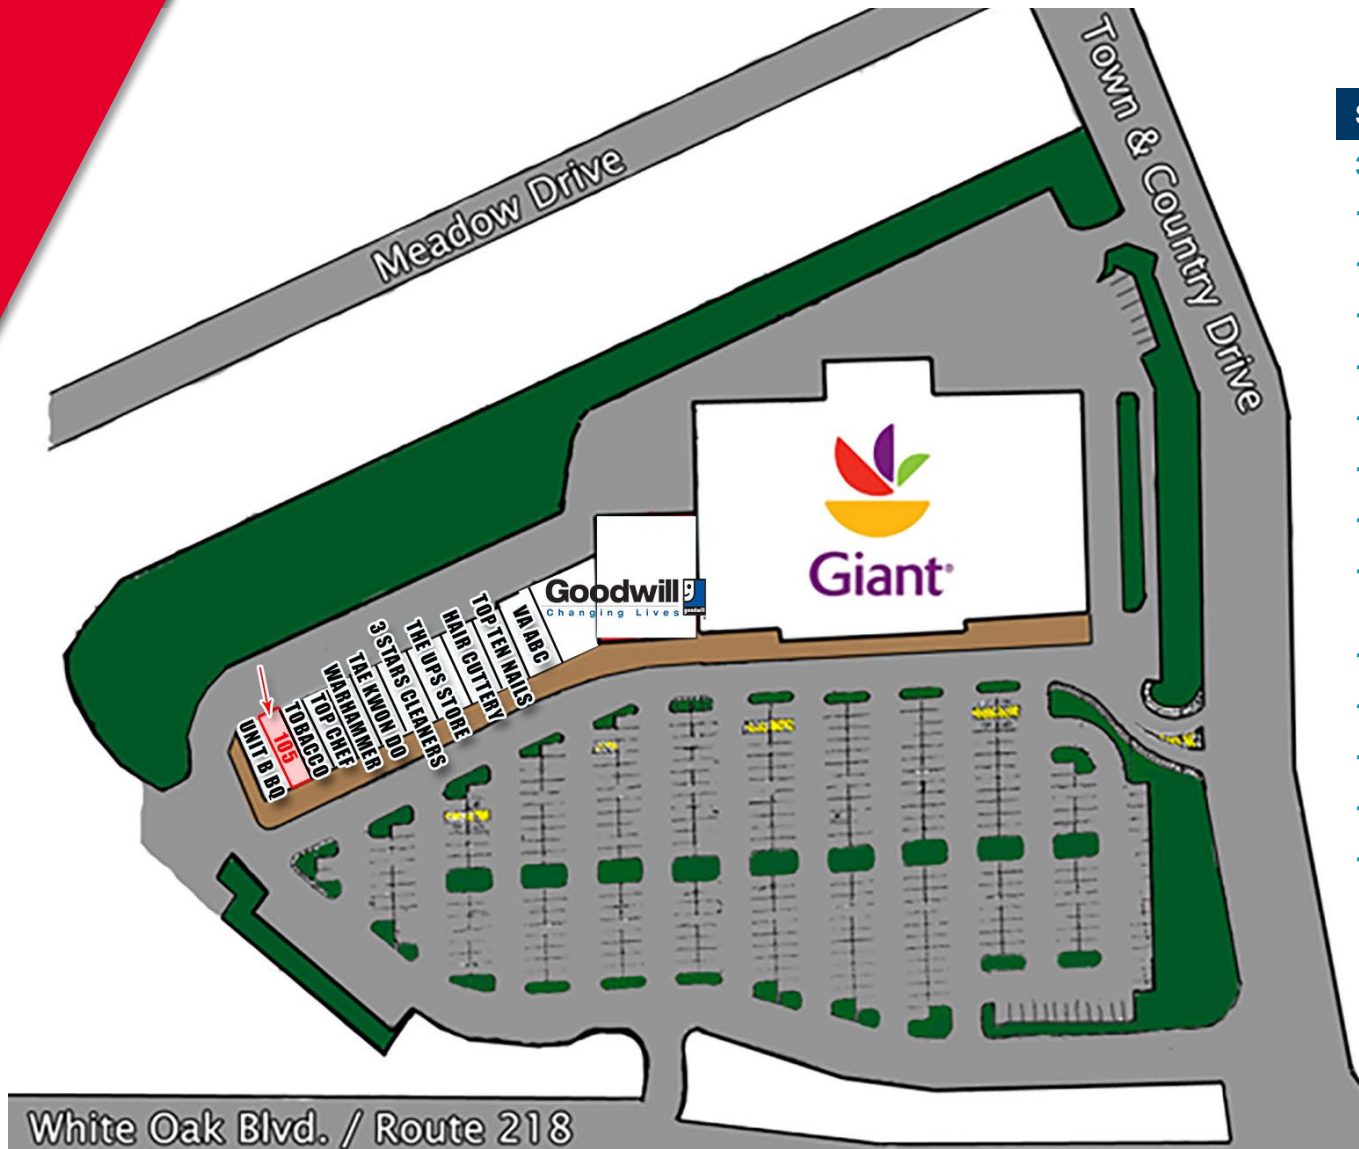 Town & Country Drive
Meadow Drive
Giant
Goodwill
Changing Lives
goodwill
VA ABC
TOP TEN NAILS
HAIR CUTTERY
THE UPS STORE
3 STARS CLEANERS
TAE KWON DO
WARHAMMER
TOP CHEF
TOBACCO
105
UNIT B BQ
White Oak Blvd. / Route 218